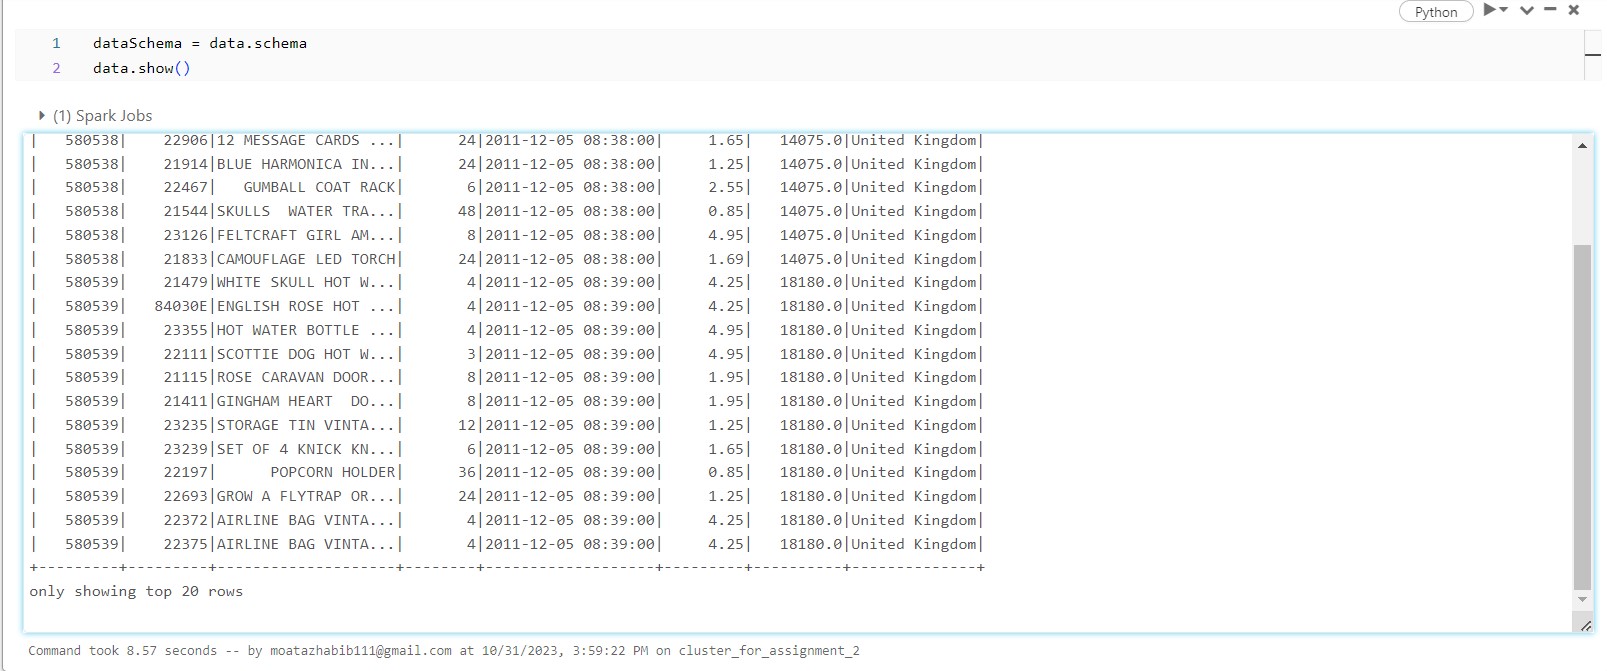 Python
1 dataSchema = data.schema
2 data.show()
(1) Spark Jobs
|   580538|    22906|12 MESSAGE CARDS ...|      24|2011-12-05 08:38:00|     1.65|   14075.0|United Kingdom|
|   580538|    21914|BLUE HARMONICA IN...|      24|2011-12-05 08:38:00|     1.25|   14075.0|United Kingdom|
|   580538|    22467|   GUMBALL COAT RACK|       6|2011-12-05 08:38:00|     2.55|   14075.0|United Kingdom|
|   580538|    21544|SKULLS  WATER TRA...|      48|2011-12-05 08:38:00|     0.85|   14075.0|United Kingdom|
|   580538|    23126|FELTCRAFT GIRL AM...|       8|2011-12-05 08:38:00|     4.95|   14075.0|United Kingdom|
|   580538|    21833|CAMOUFLAGE LED TORCH|      24|2011-12-05 08:38:00|     1.69|   14075.0|United Kingdom|
|   580539|    21479|WHITE SKULL HOT W...|       4|2011-12-05 08:39:00|     4.25|   18180.0|United Kingdom|
|   580539|   84030E|ENGLISH ROSE HOT ...|       4|2011-12-05 08:39:00|     4.25|   18180.0|United Kingdom|
|   580539|    23355|HOT WATER BOTTLE ...|       4|2011-12-05 08:39:00|     4.95|   18180.0|United Kingdom|
|   580539|    22111|SCOTTIE DOG HOT W...|       3|2011-12-05 08:39:00|     4.95|   18180.0|United Kingdom|
|   580539|    21115|ROSE CARAVAN DOOR...|       8|2011-12-05 08:39:00|     1.95|   18180.0|United Kingdom|
|   580539|    21411|GINGHAM HEART  DO...|       8|2011-12-05 08:39:00|     1.95|   18180.0|United Kingdom|
|   580539|    23235|STORAGE TIN VINTA...|      12|2011-12-05 08:39:00|     1.25|   18180.0|United Kingdom|
|   580539|    23239|SET OF 4 KNICK KN...|       6|2011-12-05 08:39:00|     1.65|   18180.0|United Kingdom|
|   580539|    22197|      POPCORN HOLDER|      36|2011-12-05 08:39:00|     0.85|   18180.0|United Kingdom|
|   580539|    22693|GROW A FLYTRAP OR...|      24|2011-12-05 08:39:00|     1.25|   18180.0|United Kingdom|
|   580539|    22372|AIRLINE BAG VINTA...|       4|2011-12-05 08:39:00|     4.25|   18180.0|United Kingdom|
|   580539|    22375|AIRLINE BAG VINTA...|       4|2011-12-05 08:39:00|     4.25|   18180.0|United Kingdom|
+---------+---------+--------------------+--------+-------------------+---------+----------+--------------+
only showing top 20 rows
Command took 8.57 seconds -- by moatazhabib111@gmail.com at 10/31/2023, 3:59:22 PM on cluster_for_assignment_2